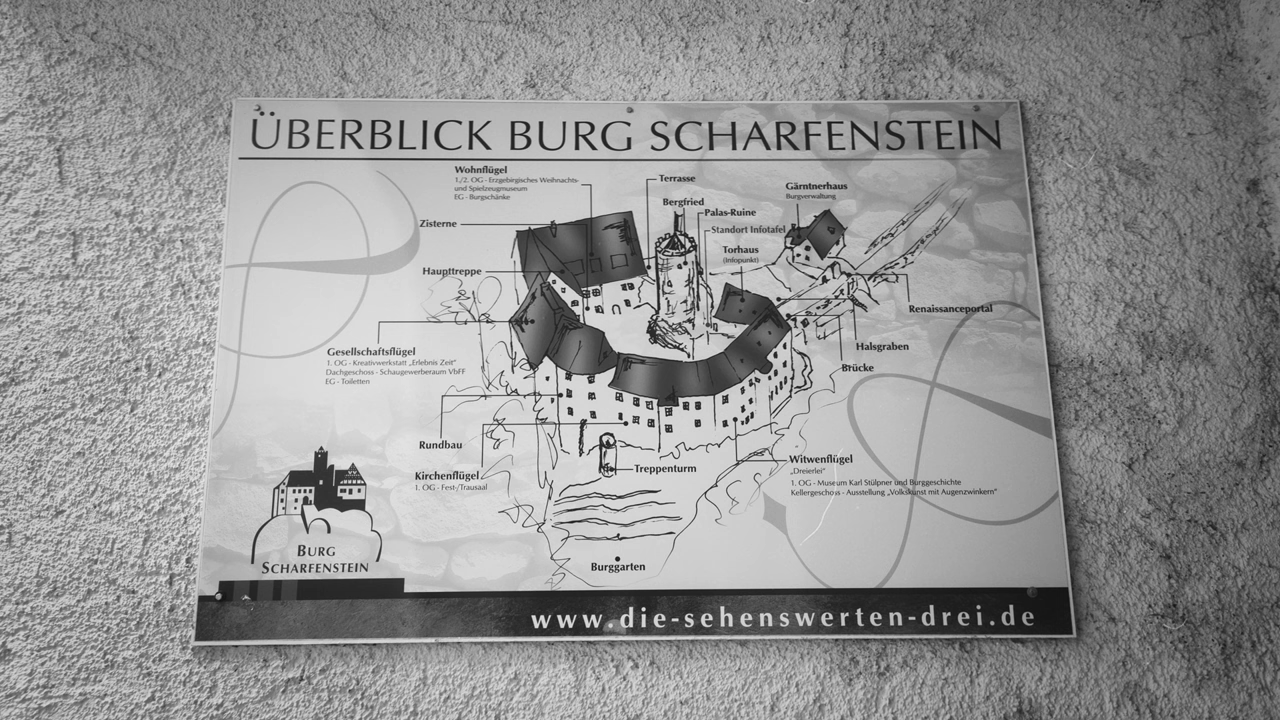 ÜBERBLICK BURG SCHARFENSTEIN
Wohnflügel
1./2. OG - Erzgebirgisches Weihnachts-
und Spielzeugmuseum
EG - Burgschänke
Terrasse
Gärtnerhaus
Burgverwaltung
Bergfried
Palas-Ruine
Zisterne
Standort Infotafel
Torhaus
(Infopunkt)
Haupttreppe
Renaissanceportal
Gesellschaftsflügel
1. OG - Kreativwerkstatt „Erlebnis Zeit“
Dachgeschoss - Schaugewerberaum VbFF
EG - Toiletten
Halsgraben
Brücke
Rundbau
Kirchenflügel
1. OG - Fest-/Trausaal
Treppenturm
Witwenflügel
„Dreierlei“
1. OG - Museum Karl Stülpner und Burggeschichte
Kellergeschoss - Ausstellung „Volkskunst mit Augenzwinkern“
BURG
SCHARFENSTEIN
Burggarten
www.die-sehenswerten-drei.de